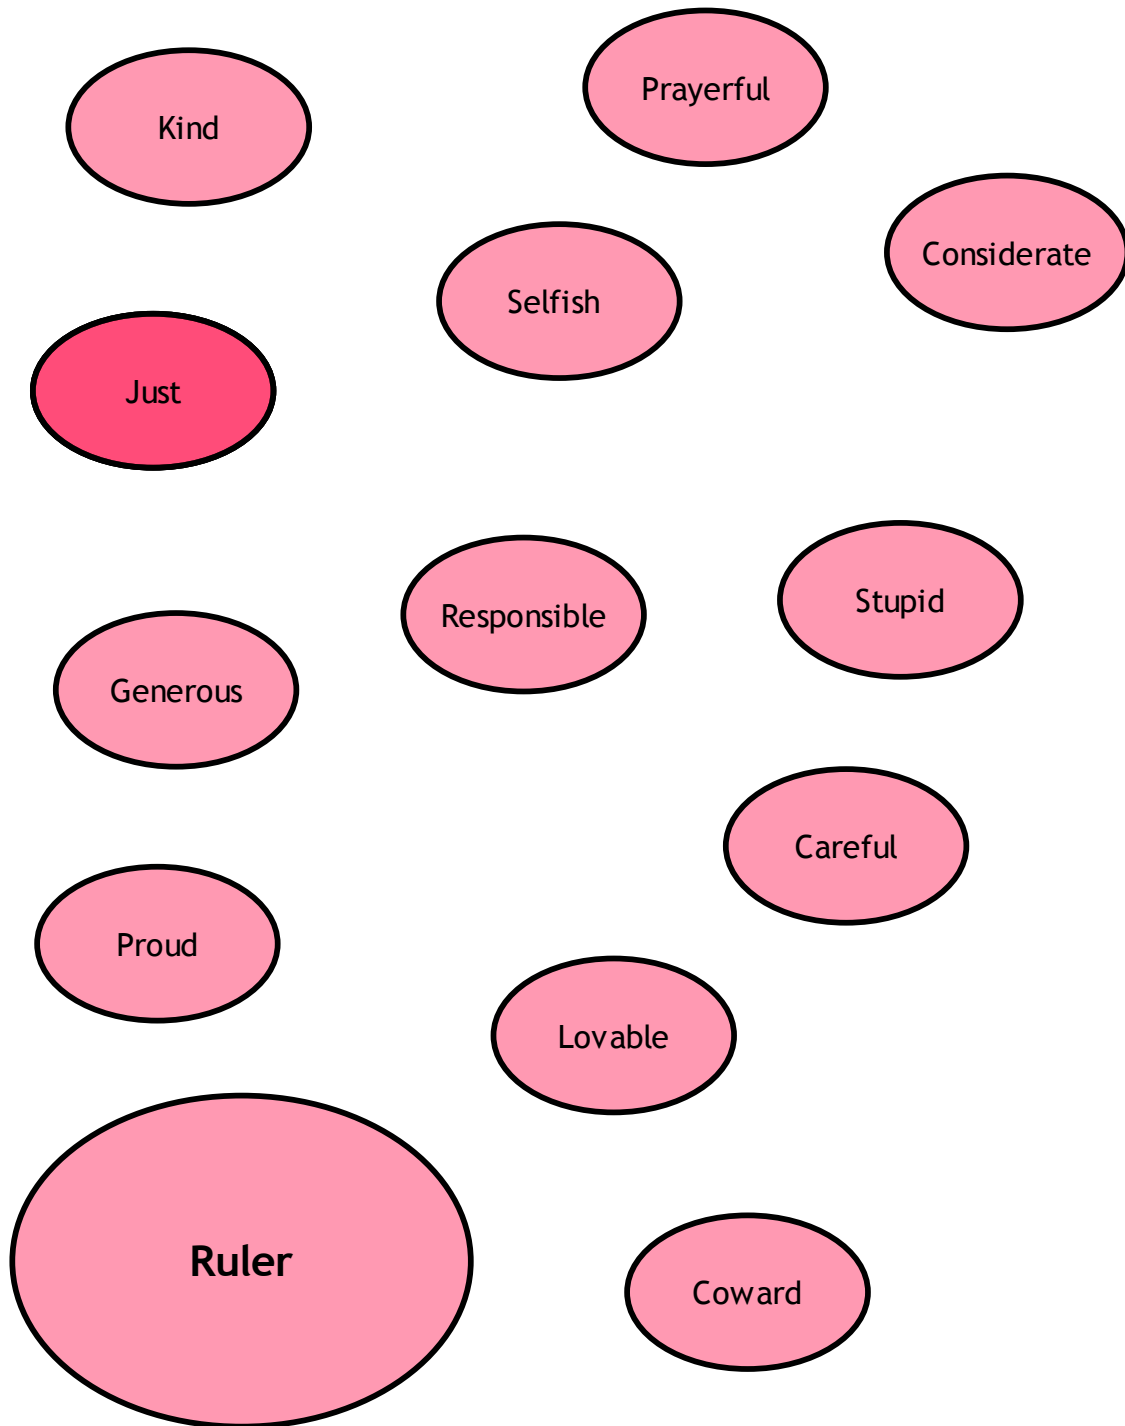 Prayerful
Kind
Considerate
Selfish
Just
Stupid
Responsible
Generous
Careful
Proud
Lovable
Ruler
Coward